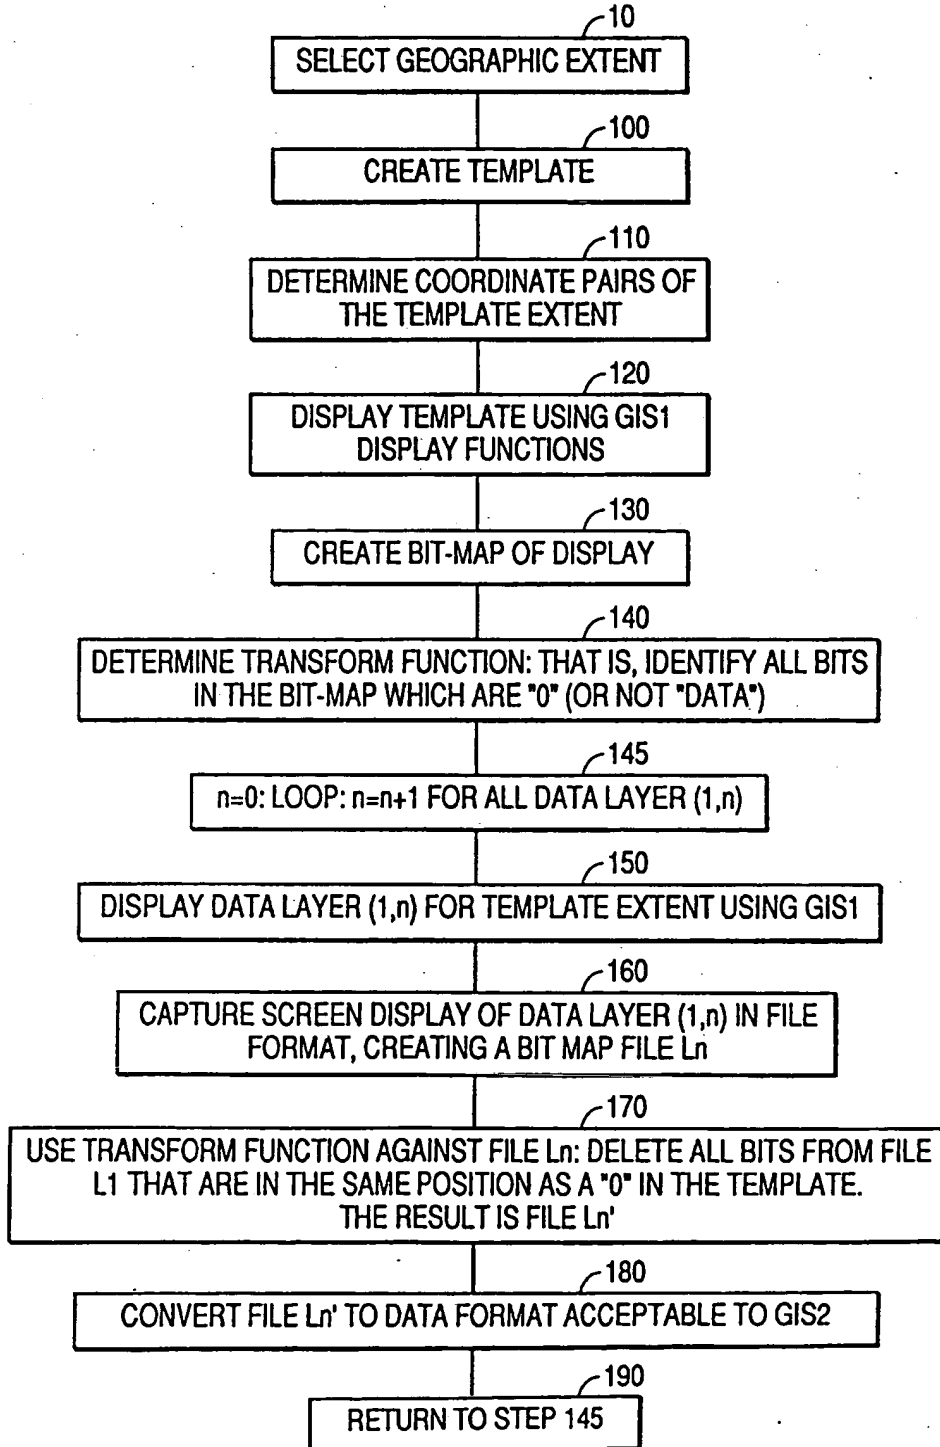 10
SELECT GEOGRAPHIC EXTENT
100
CREATE TEMPLATE
110
DETERMINE COORDINATE PAIRS OF
THE TEMPLATE EXTENT
120
DISPLAY TEMPLATE USING GIS1
DISPLAY FUNCTIONS
130
CREATE BIT-MAP OF DISPLAY
140
DETERMINE TRANSFORM FUNCTION: THAT IS, IDENTIFY ALL BITS
IN THE BIT-MAP WHICH ARE "0" (OR NOT "DATA")
145
n=0: LOOP: n=n+1 FOR ALL DATA LAYER (1,n)
150
DISPLAY DATA LAYER (1,n) FOR TEMPLATE EXTENT USING GIS1
160
CAPTURE SCREEN DISPLAY OF DATA LAYER (1,n) IN FILE
FORMAT, CREATING A BIT MAP FILE Ln
170
USE TRANSFORM FUNCTION AGAINST FILE Ln: DELETE ALL BITS FROM FILE
L1 THAT ARE IN THE SAME POSITION AS A "0" IN THE TEMPLATE.
THE RESULT IS FILE Ln'
180
CONVERT FILE Ln' TO DATA FORMAT ACCEPTABLE TO GIS2
190
RETURN TO STEP 145